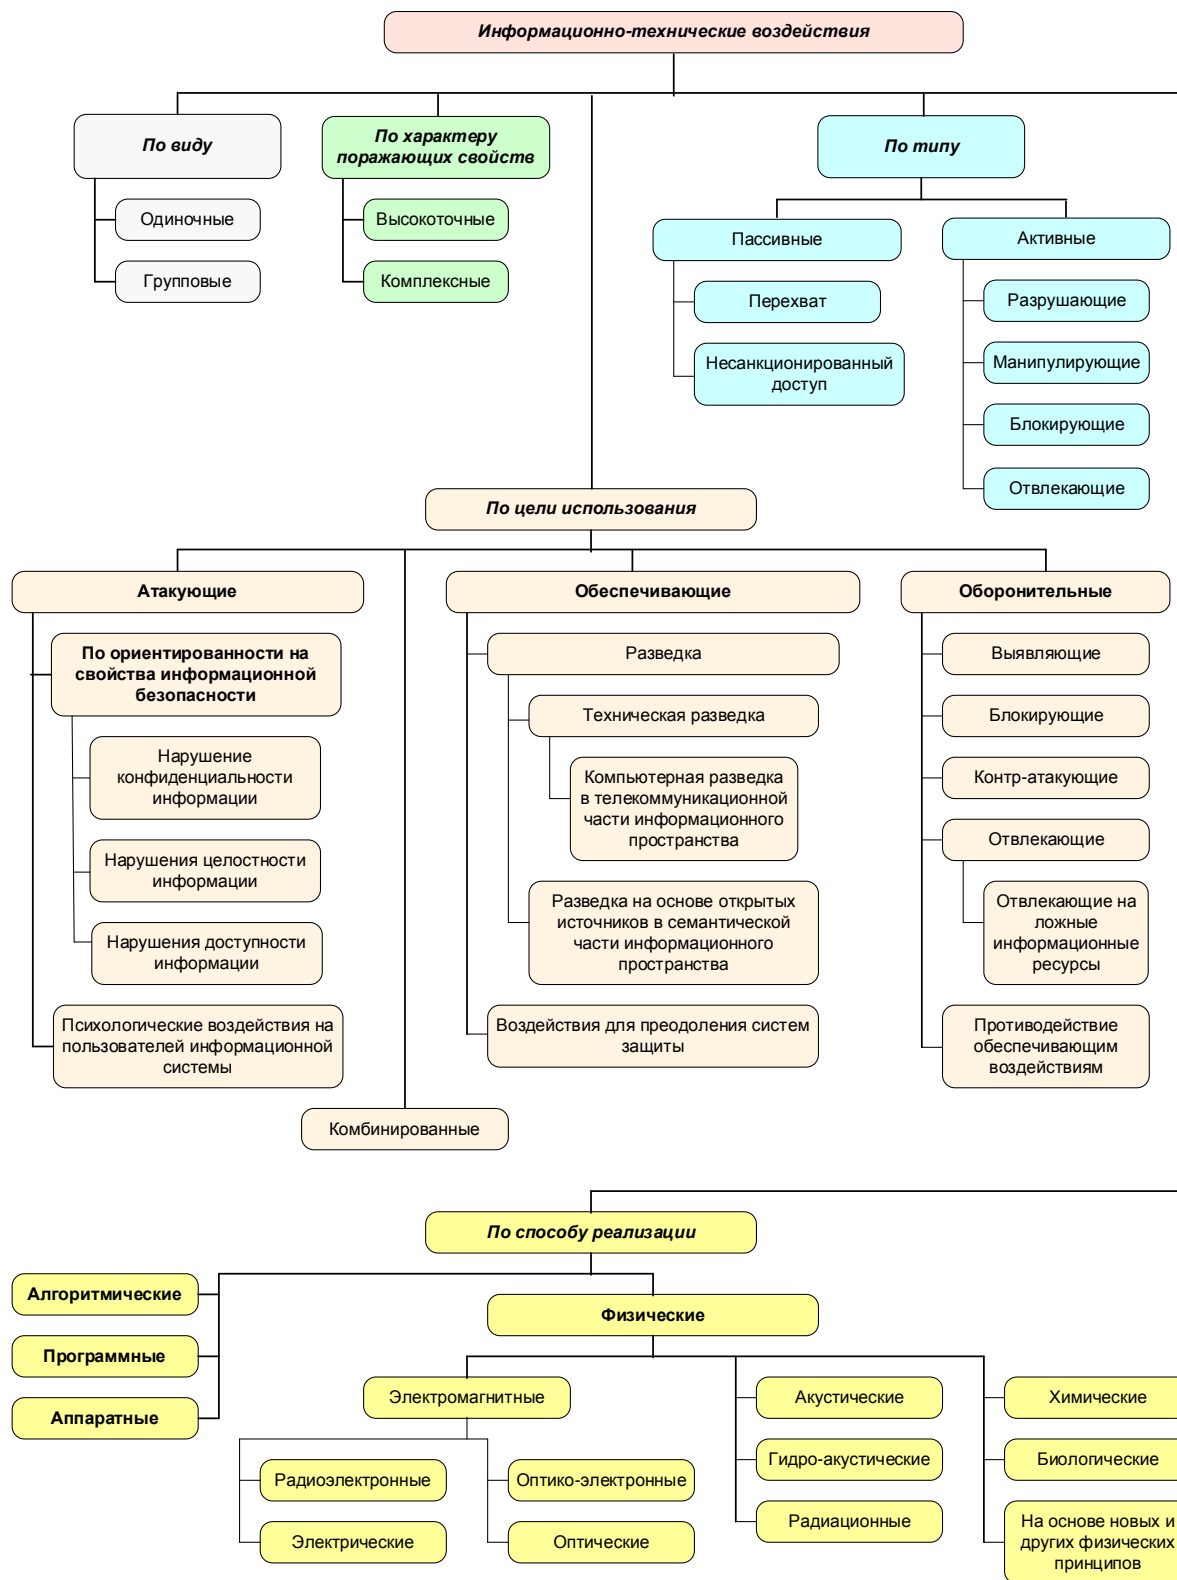 Информационно-технические воздействия
По виду
Одиночные
Групповые
По характеру
поражающих свойств
Высокоточные
Комплексные
По типу
Пассивные
Перехват
Несанкционированный
доступ
Активные
Разрушающие
Манипулирующие
Блокирующие
Отвлекающие
По цели использования
Атакующие
По ориентированности на
свойства информационной
безопасности
Нарушение
конфиденциальности
информации
Нарушения целостности
информации
Нарушения доступности
информации
Психологические воздействия на
пользователей информационной
системы
Комбинированные
Обеспечивающие
Разведка
Техническая разведка
Компьютерная разведка
в телекоммуникационной
части информационного
пространства
Разведка на основе открытых
источников в семантической
части информационного
пространства
Воздействия для преодоления систем
защиты
Оборонительные
Выявляющие
Блокирующие
Контр-атакующие
Отвлекающие
Отвлекающие на
ложные
информационные
ресурсы
Противодействие
обеспечивающим
воздействиям
По способу реализации
Алгоритмические
Программные
Аппаратные
Физические
Электромагнитные
Радиоэлектронные
Электрические
Оптико-электронные
Оптические
Акустические
Гидро-акустические
Радиационные
Химические
Биологические
На основе новых и
других физических
принципов